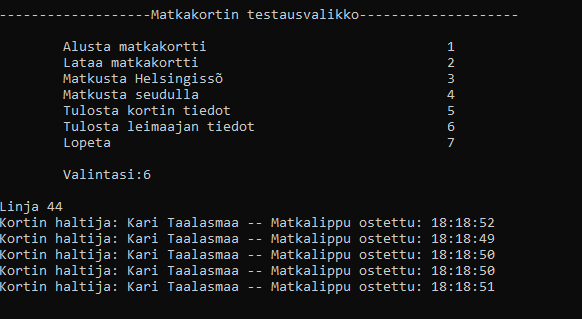 -------------------Matkakortin testausvalikko--------------------
Alusta matkakortti 1
Lataa matkakortti 2
Matkusta Helsingissõ 3
Matkusta seudulla 4
Tulosta kortin tiedot 5
Tulosta leimaajan tiedot 6
Lopeta 7
Valintasi:6
Linja 44
Kortin haltija: Kari Taalasmaa -- Matkalippu ostettu: 18:18:52
Kortin haltija: Kari Taalasmaa -- Matkalippu ostettu: 18:18:49
Kortin haltija: Kari Taalasmaa -- Matkalippu ostettu: 18:18:50
Kortin haltija: Kari Taalasmaa -- Matkalippu ostettu: 18:18:50
Kortin haltija: Kari Taalasmaa -- Matkalippu ostettu: 18:18:51